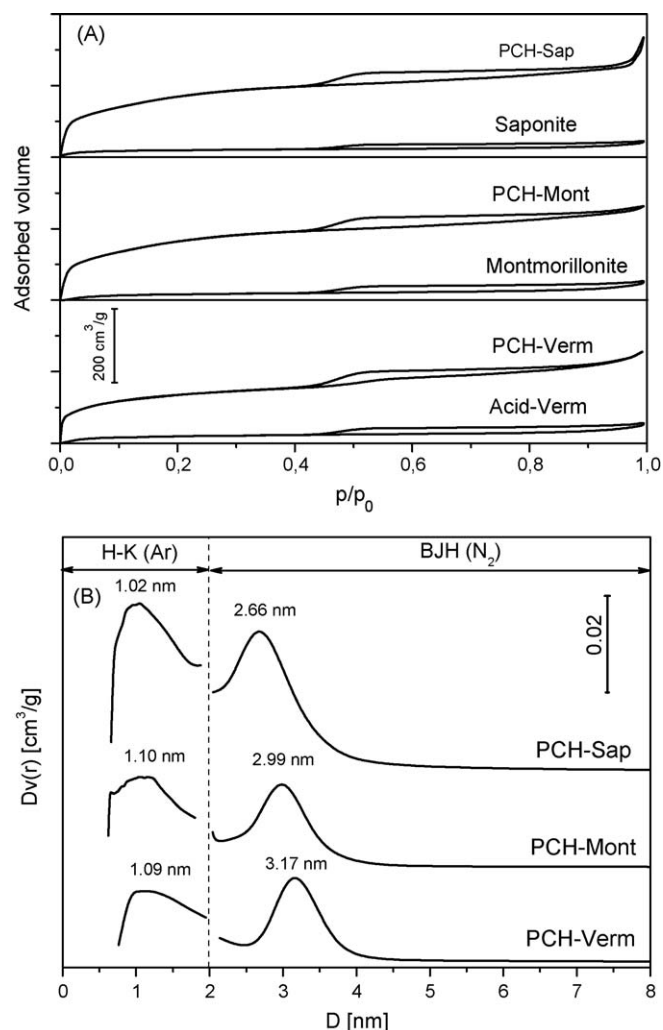 (A)
PCH-Sap
Saponite
PCH-Mont
Montmorillonite
200 cm³/g
PCH-Verm
Acid-Verm
Adsorbed volume
0,0 0,2 0,4 0,6 0,8 1,0
p/p₀
H-K (Ar) BJH (N₂)
(B)
1.02 nm
2.66 nm
0.02
PCH-Sap
1.10 nm
2.99 nm
PCH-Mont
1.09 nm
3.17 nm
PCH-Verm
Dv(r) [cm³/g]
0 1 2 3 4 5 6 7 8
D [nm]